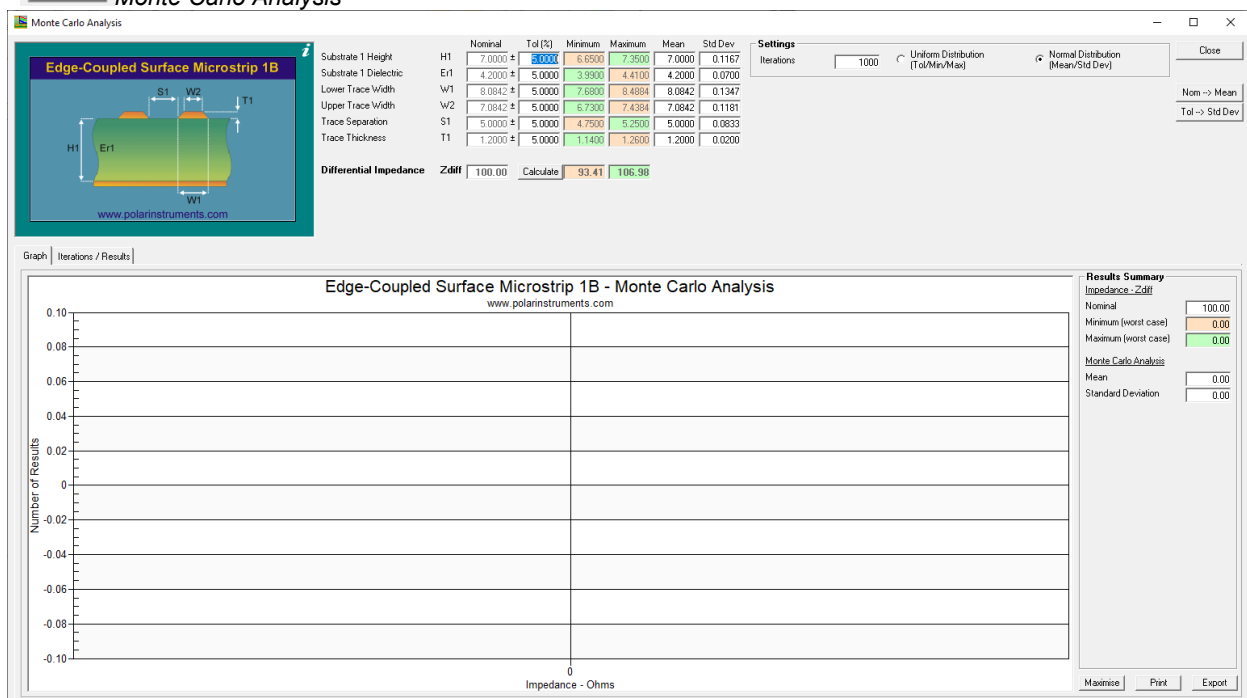 Monte Carlo Analysis
Monte Carlo Analysis
Edge-Coupled Surface Microstrip 1B
i
S1 W2 T1
H1 Er1
W1
www.polarinstruments.com
Nominal Tol (%) Minimum Maximum Mean Std Dev
Substrate 1 Height H1 7.0000 ± 5.0000 6.6500 7.3500 7.0000 0.1167
Substrate 1 Dielectric Er1 4.2000 ± 5.0000 3.9900 4.4100 4.2000 0.0700
Lower Trace Width W1 8.0842 ± 5.0000 7.6800 8.4884 8.0842 0.1347
Upper Trace Width W2 7.0842 ± 5.0000 6.7300 7.4384 7.0842 0.1181
Trace Separation S1 5.0000 ± 5.0000 4.7500 5.2500 5.0000 0.0833
Trace Thickness T1 1.2000 ± 5.0000 1.1400 1.2600 1.2000 0.0200
Differential Impedance Zdiff 100.00 Calculate 93.41 106.98
Settings
Iterations 1000
Uniform Distribution
(Tol/Min/Max)
Normal Distribution
(Mean/Std Dev)
Close
Nom --> Mean
Tol --> Std Dev
Graph Iterations / Results
Edge-Coupled Surface Microstrip 1B - Monte Carlo Analysis
www.polarinstruments.com
Number of Results
0.10
0.08
0.06
0.04
0.02
0
-0.02
-0.04
-0.06
-0.08
-0.10
0
Impedance - Ohms
Results Summary
Impedance - Zdiff
Nominal 100.00
Minimum (worst case) 0.00
Maximum (worst case) 0.00
Monte Carlo Analysis
Mean 0.00
Standard Deviation 0.00
Maximise Print Export